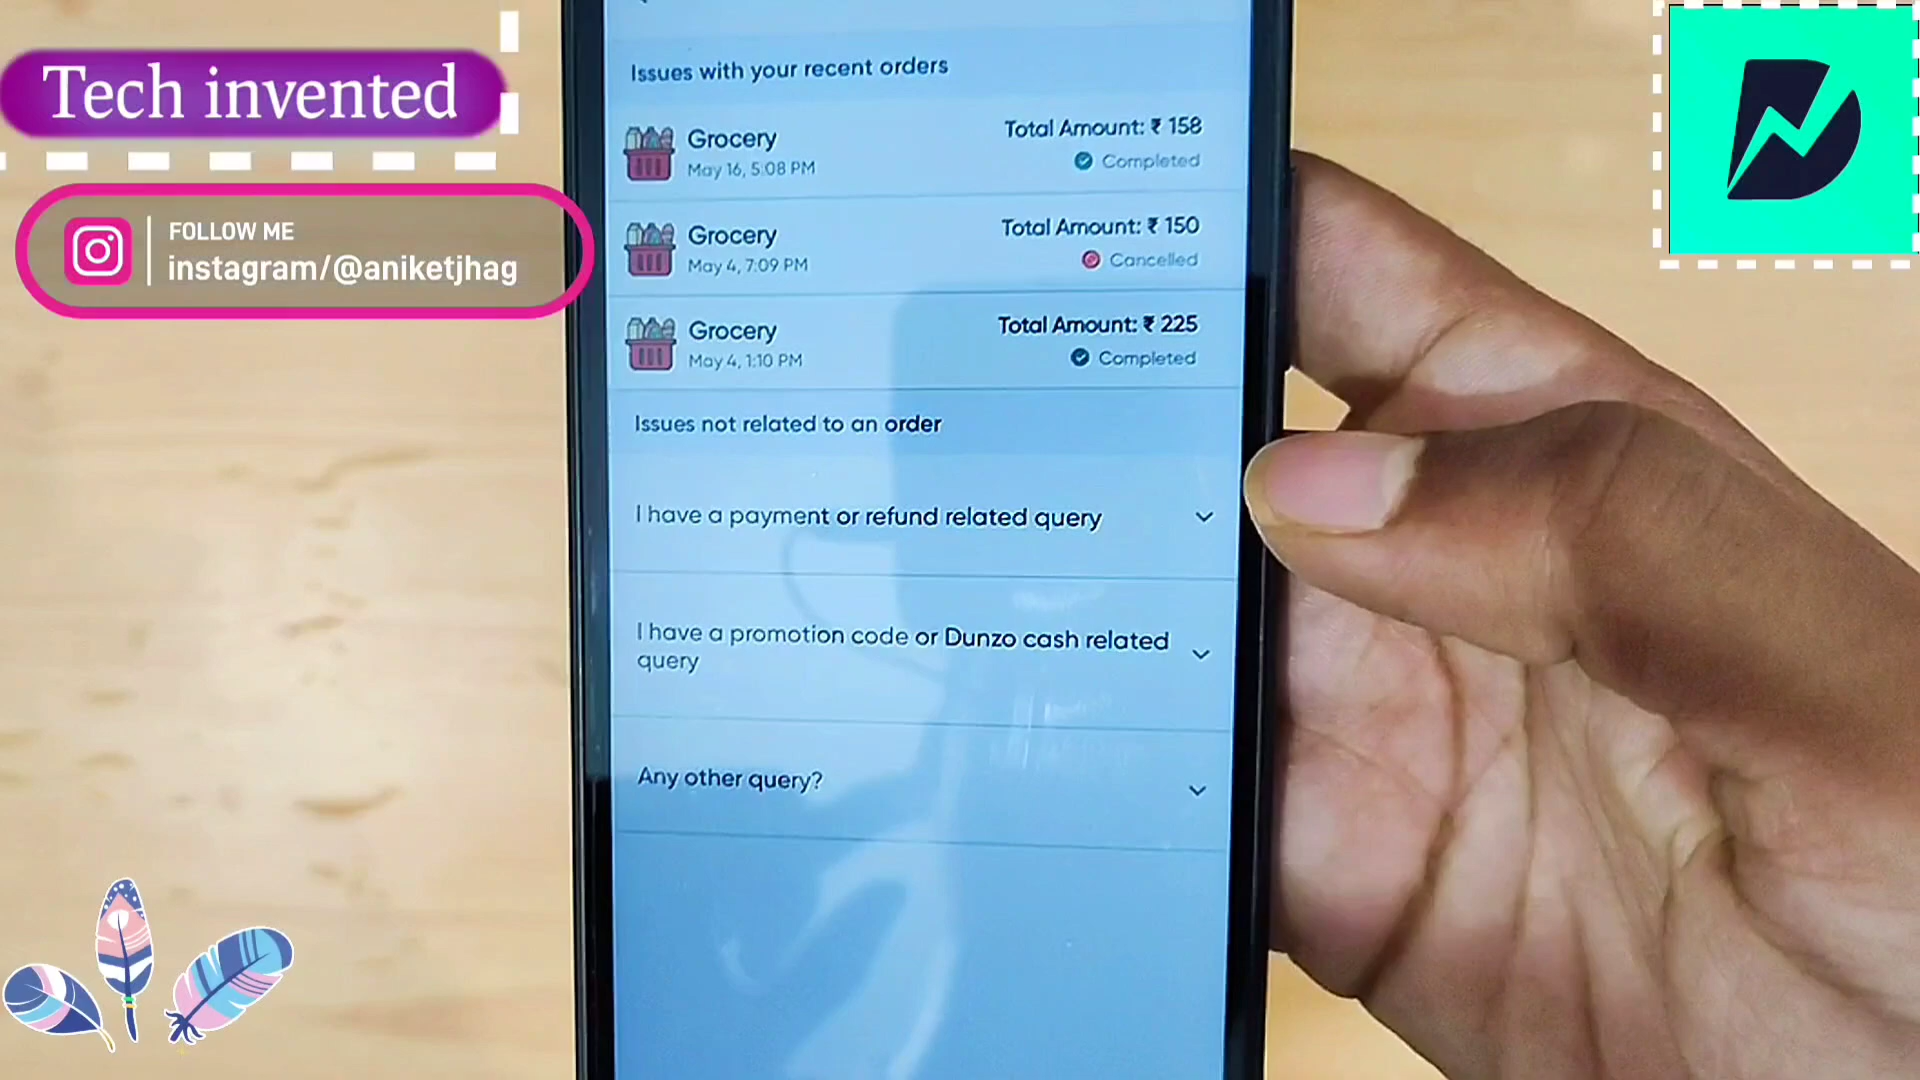 Tech invented
FOLLOW ME
instagram/@aniketjhag
Issues with your recent orders
Grocery
Total Amount: ₹ 158
May 16, 5:08 PM
Completed
Grocery
Total Amount: ₹ 150
May 4, 7:09 PM
Cancelled
Grocery
Total Amount: ₹ 225
May 4, 1:10 PM
Completed
Issues not related to an order
I have a payment or refund related query
I have a promotion code or Dunzo cash related
query
Any other query?